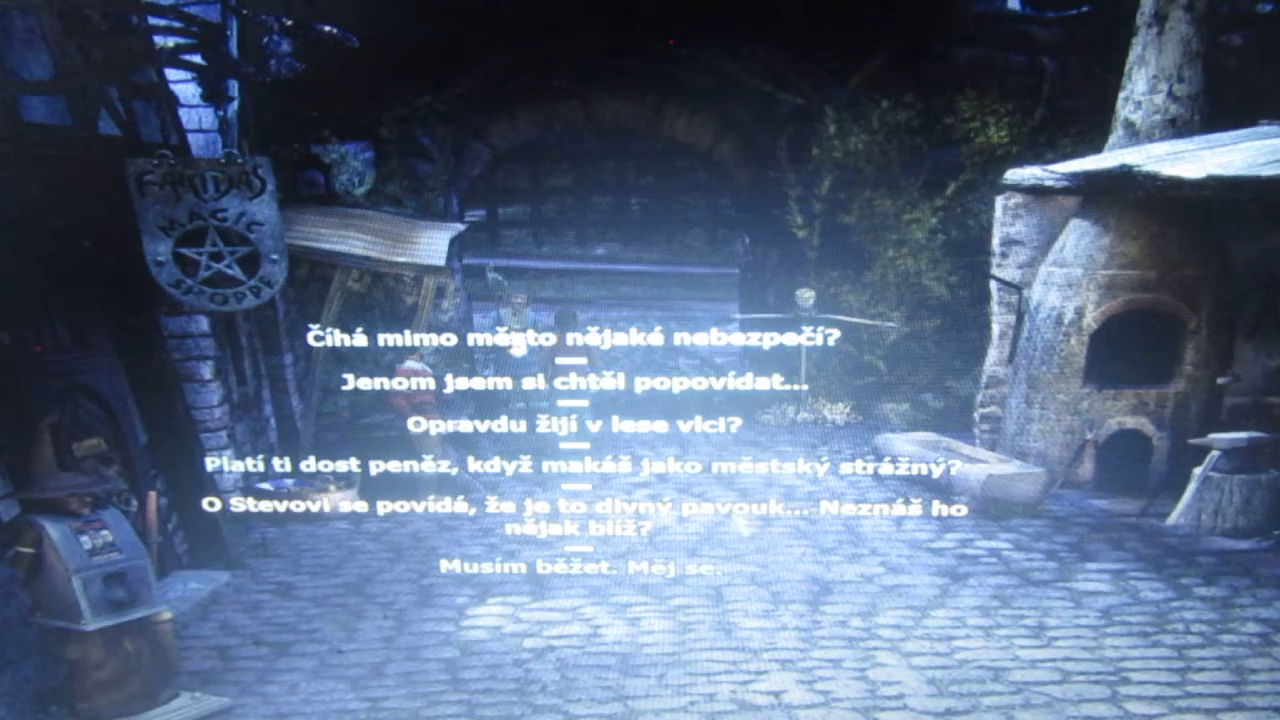 FAKIDAS
MAGIC
SHOPPE
Číhá mimo město nějaké nebezpečí?
Jenom jsem si chtěl popovídat...
Opravdu žijí v lese vlci?
Platí ti dost peněz, když makáš jako městský strážný?
O Stevovi se povídá, že je to divný pavouk... Neznáš ho
nějak blíž?
Musím běžet. Měj se.